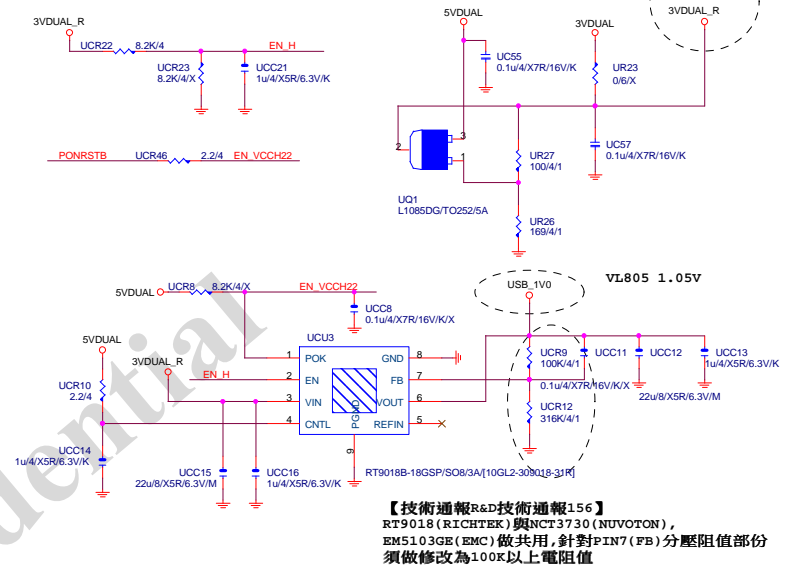 3VDUAL_R
UCR22 8.2K/4 EN_H
UCR23
8.2K/4/X
UCC21
1u/4/X5R/6.3V/K
PONRSTB UCR46 2.2/4 EN_VCCH22
5VDUAL
UC55
0.1u/4/X7R/16V/K
3VDUAL
UR23
0/6/X
3VDUAL_R
2
3
1
UQ1
L1085DG/TO252/5A
UR27
100/4/1
UC57
0.1u/4/X7R/16V/K
UR26
169/4/1
5VDUAL UCR8 8.2K/4/X EN_VCCH22
UCC8
0.1u/4/X7R/16V/K/X
USB_1V0
VL805 1.05V
5VDUAL
UCR10
2.2/4
3VDUAL_R
EN_H
UCC14
1u/4/X5R/6.3V/K
UCC15
22u/8/X5R/6.3V/M
UCC16
1u/4/X5R/6.3V/K
UCU3
1 POK GND 8
2 EN FB 7
3 VIN VOUT 6
4 CNTL REFIN 5
PGND
9
RT9018B-18GSP/SO8/3A/[10GL2-309018-31R]
UCR9
100K/4/1
UCC11
0.1u/4/X7R/16V/K/X
UCC12
22u/8/X5R/6.3V/M
UCC13
1u/4/X5R/6.3V/K
UCR12
316K/4/1
【技術通報R&D技術通報156】
RT9018(RICHTEK)與NCT3730(NUVOTON),
EM5103GE(EMC)做共用,針對PIN7(FB)分壓阻值部份
須做修改為100K以上電阻值
dential